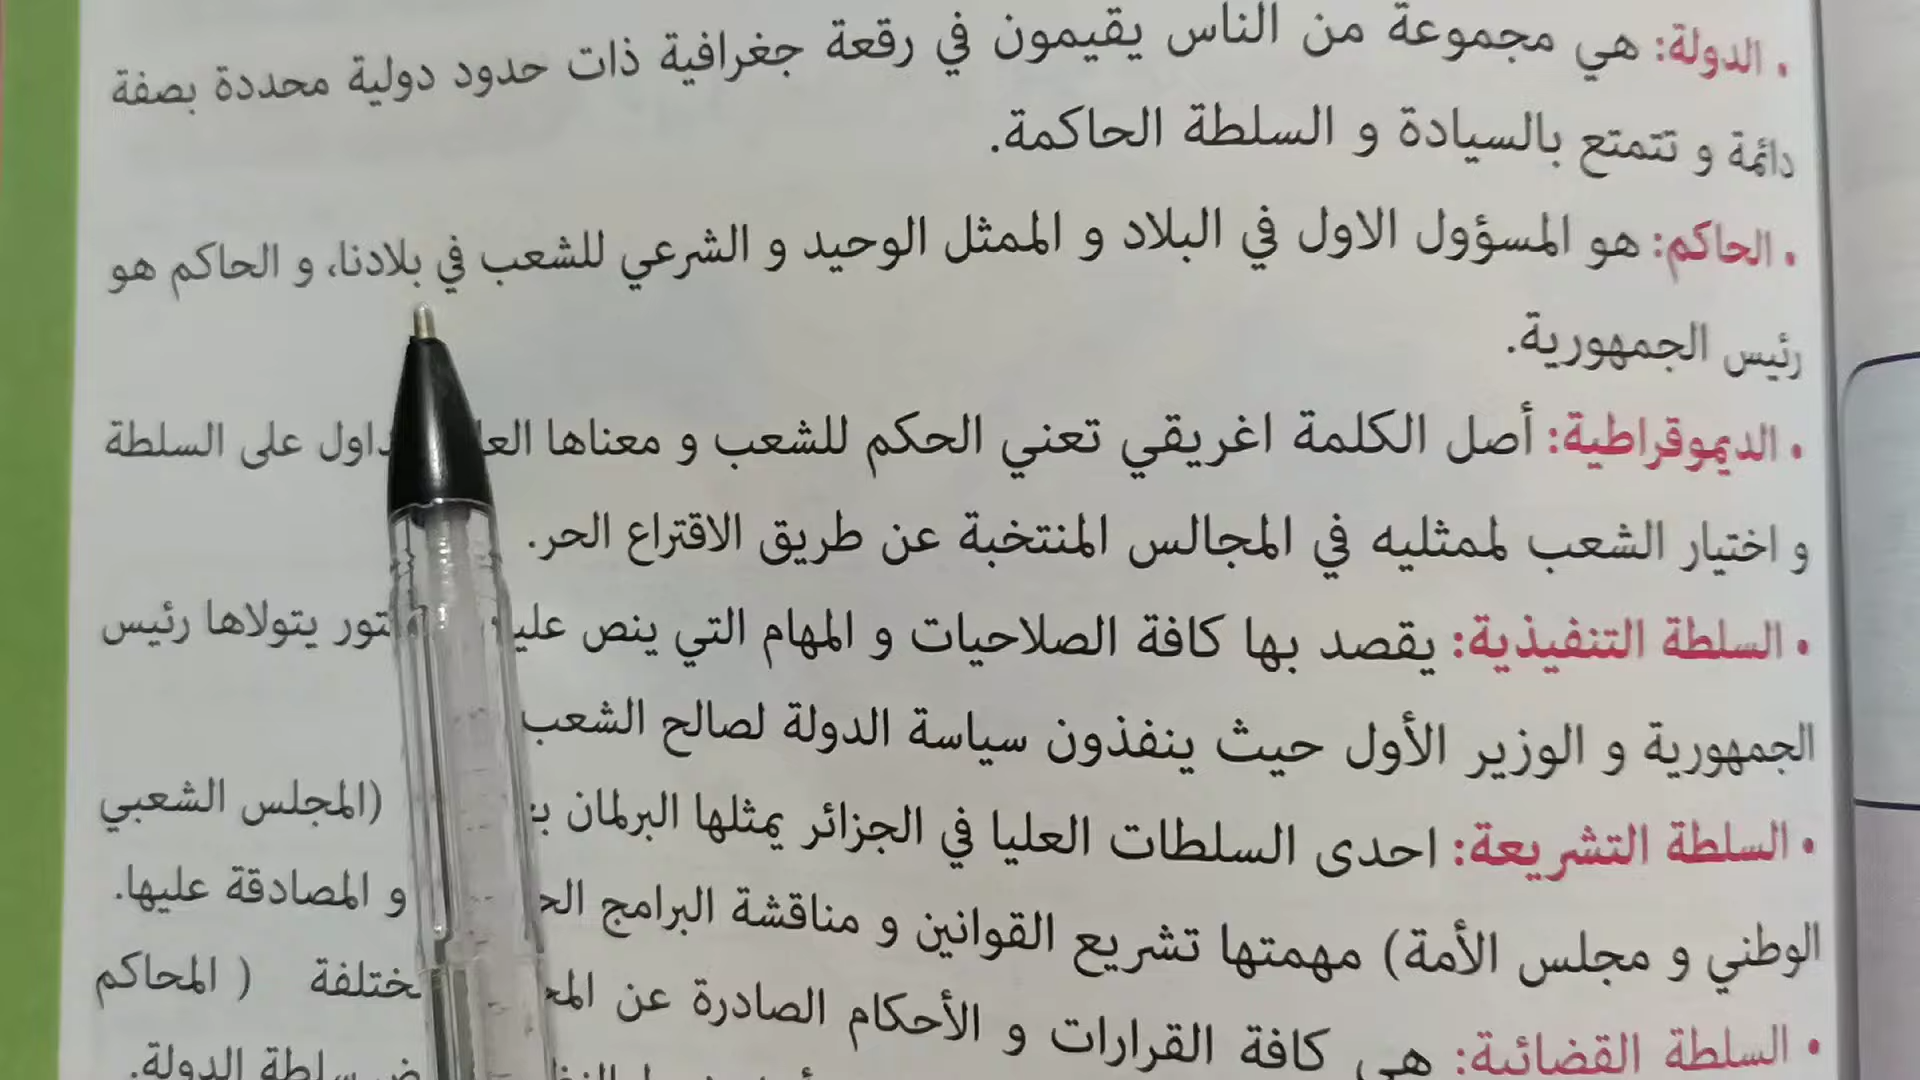 • الدولة: هي مجموعة من الناس يقيمون في رقعة جغرافية ذات حدود دولية محددة بصفة
دائمة و تتمتع بالسيادة و السلطة الحاكمة.
• الحاكم: هو المسؤول الاول في البلاد و الممثل الوحيد و الشرعي للشعب في بلادنا، و الحاكم هو
رئيس الجمهورية.
• الديموقراطية: أصل الكلمة اغريقي تعني الحكم للشعب و معناها على السلطة
و اختيار الشعب لممثليه في المجالس المنتخبة عن طريق الاقتراع الحر.
• السلطة التنفيذية: يقصد بها كافة الصلاحيات و المهام التي ينص يتولاها رئيس
الجمهورية و الوزير الأول حيث ينفذون سياسة الدولة لصالح الشعب
• السلطة التشريعة: احدى السلطات العليا في الجزائر يمثلها البرلمان (المجلس الشعبي
الوطني و مجلس الأمة) مهمتها تشريع القوانين و مناقشة البرامج و المصادقة عليها.
• السلطة القضائية: هي كافة القرارات و الأحكام الصادرة عن ( المحاكم
سلطة الدولة.